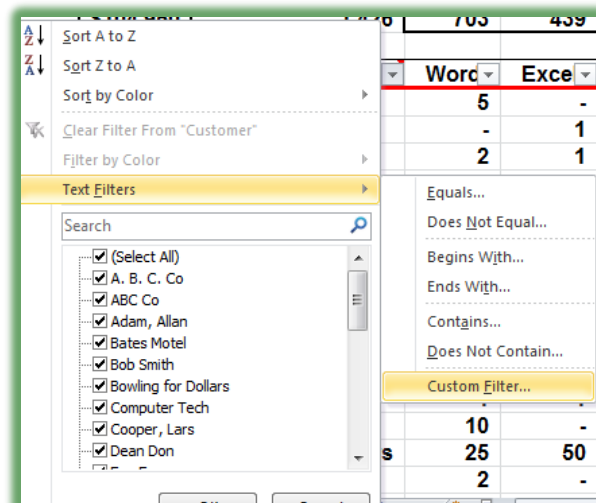 703 439
Sort A to Z
Sort Z to A
Word Exce
Sort by Color
5 -
Clear Filter From "Customer"
- 1
Filter by Color
2 1
Text Filters
Equals...
Does Not Equal...
Begins With...
Ends With...
Contains...
Does Not Contain...
Custom Filter...
Search
(Select All)
A. B. C. Co
ABC Co
Adam, Allan
Bates Motel
Bob Smith
Bowling for Dollars
Computer Tech
Cooper, Lars
Dean Don
10 -
s 25 50
2 -